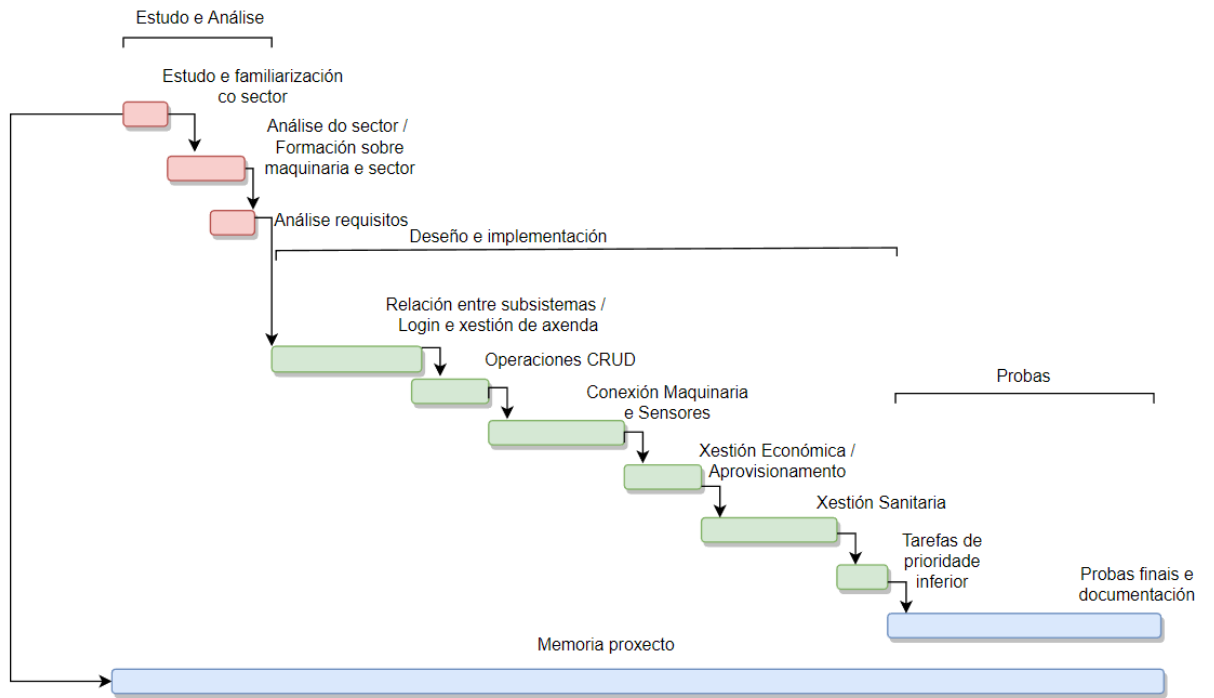 Estudo e Análise
Estudo e familiarización
co sector
Análise do sector /
Formación sobre
maquinaria e sector
Análise requisitos
Deseño e implementación
Relación entre subsistemas /
Login e xestión de axenda
Operaciones CRUD
Probas
Conexión Maquinaria
e Sensores
Xestión Económica /
Aprovisionamento
Xestión Sanitaria
Tarefas de
prioridade
inferior
Probas finais e
documentación
Memoria proxecto